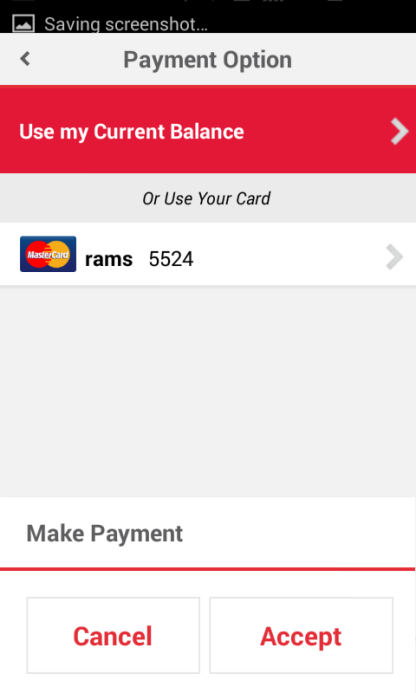 Saving screenshot...
Payment Option
Use my Current Balance
Or Use Your Card
MasterCard rams 5524
Make Payment
Cancel Accept